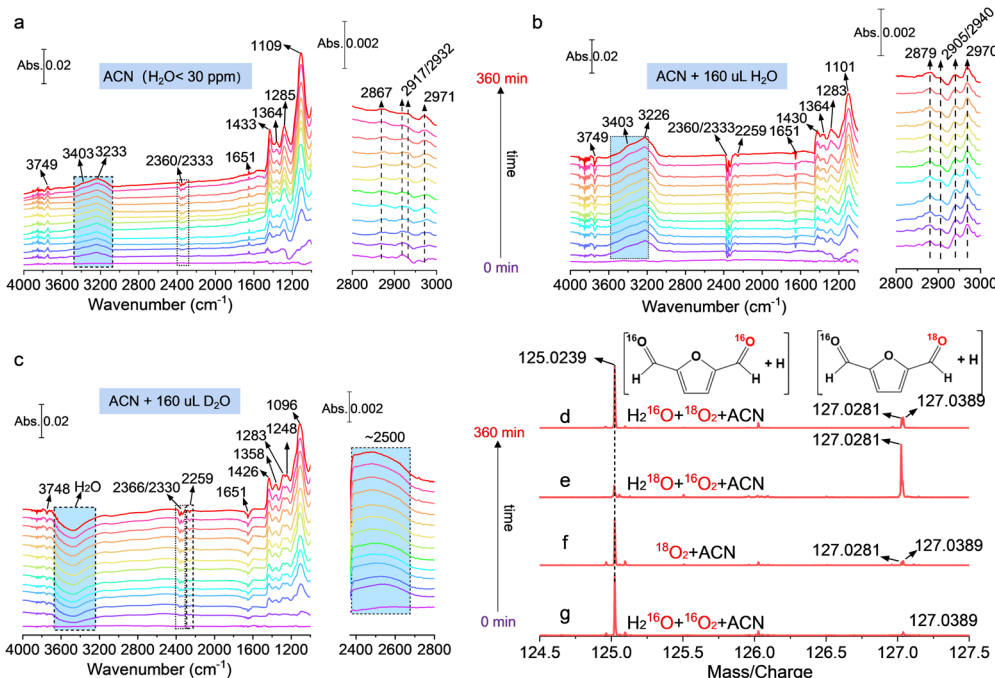 a
Abs.
0.02
ACN (H2O< 30 ppm)
1109
1285
1364
1433
1651
2360/2333
3233
3403
3749
4000 3600 3200 2800 2400 2000 1600 1200
Wavenumber (cm-1)
Abs.
0.002
2917/2932
2867
2971
2800 2900 3000
360 min
time
0 min
b
Abs.
0.02
ACN + 160 uL H2O
1101
1283
1364
1430
1651
2259
2360/2333
3226
3403
3749
4000 3600 3200 2800 2400 2000 1600 1200
Wavenumber (cm-1)
Abs.
0.002
2905/2940
2879
2970
2800 2900 3000
c
Abs.
0.02
ACN + 160 uL D2O
1096
1248
1283
1358
1426
1651
2259
2366/2330
H2O
3748
4000 3600 3200 2800 2400 2000 1600 1200
Wavenumber (cm-1)
Abs.
0.002
~2500
2400 2600 2800
360 min
time
0 min
125.0239
16O 16O
H O H + H
16O 18O
H O H + H
d
H216O+18O2+ACN
127.0281
127.0389
e
H218O+16O2+ACN
127.0281
f
18O2+ACN
127.0281
127.0389
g
H216O+16O2+ACN
127.0389
124.5 125.0 125.5 126.0 126.5 127.0 127.5
Mass/Charge